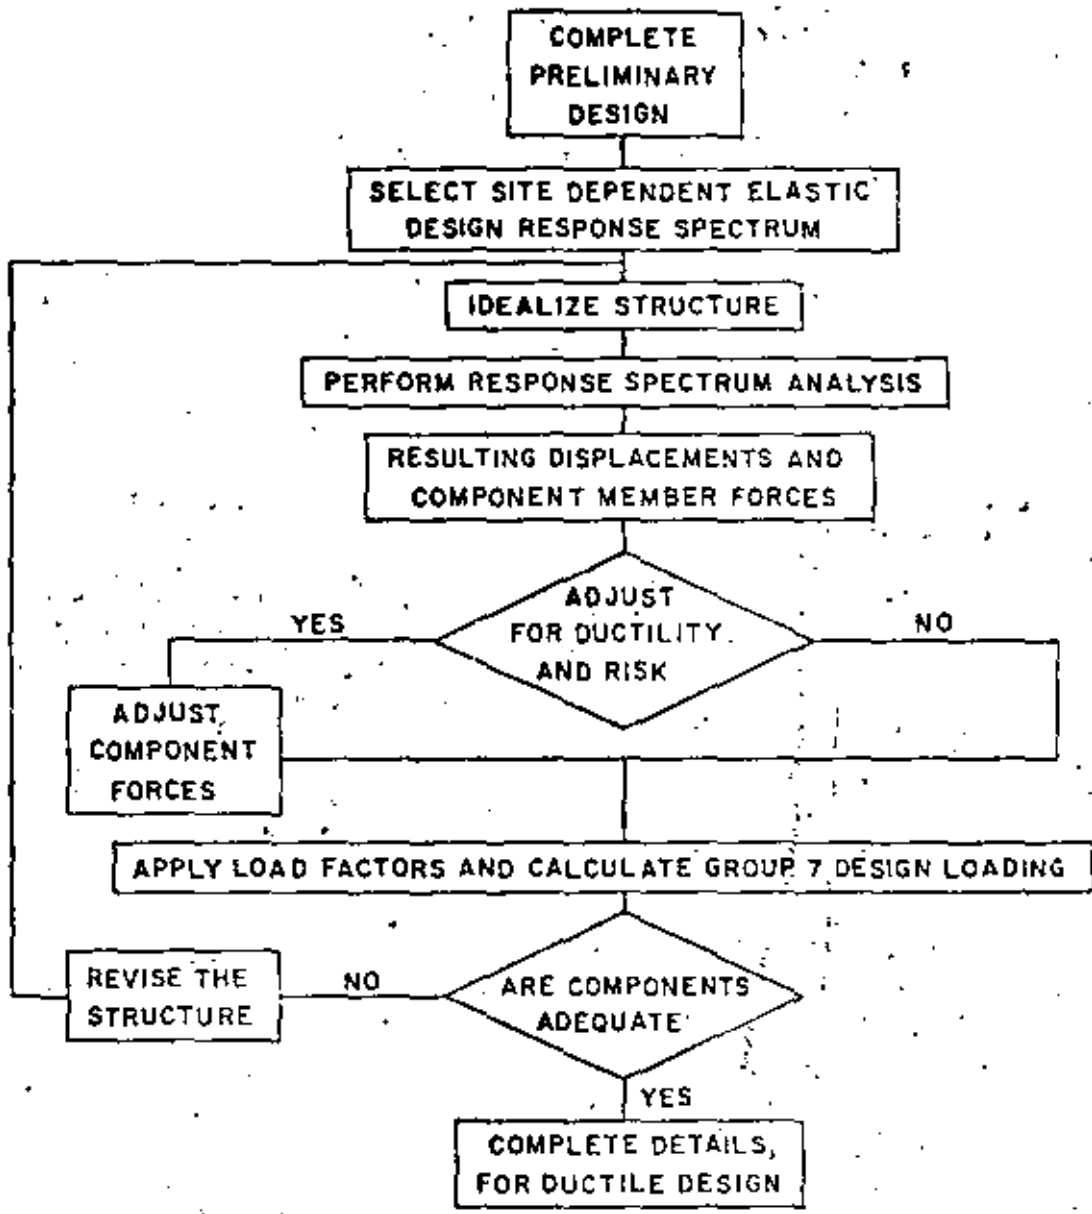 COMPLETE
PRELIMINARY
DESIGN
SELECT SITE DEPENDENT ELASTIC
DESIGN RESPONSE SPECTRUM
IDEALIZE STRUCTURE
PERFORM RESPONSE SPECTRUM ANALYSIS
RESULTING DISPLACEMENTS AND
COMPONENT MEMBER FORCES
ADJUST
FOR DUCTILITY
AND RISK
YES
NO
ADJUST
COMPONENT
FORCES
APPLY LOAD FACTORS AND CALCULATE GROUP 7 DESIGN LOADING
ARE COMPONENTS
ADEQUATE
NO
REVISE THE
STRUCTURE
YES
COMPLETE DETAILS,
FOR DUCTILE DESIGN